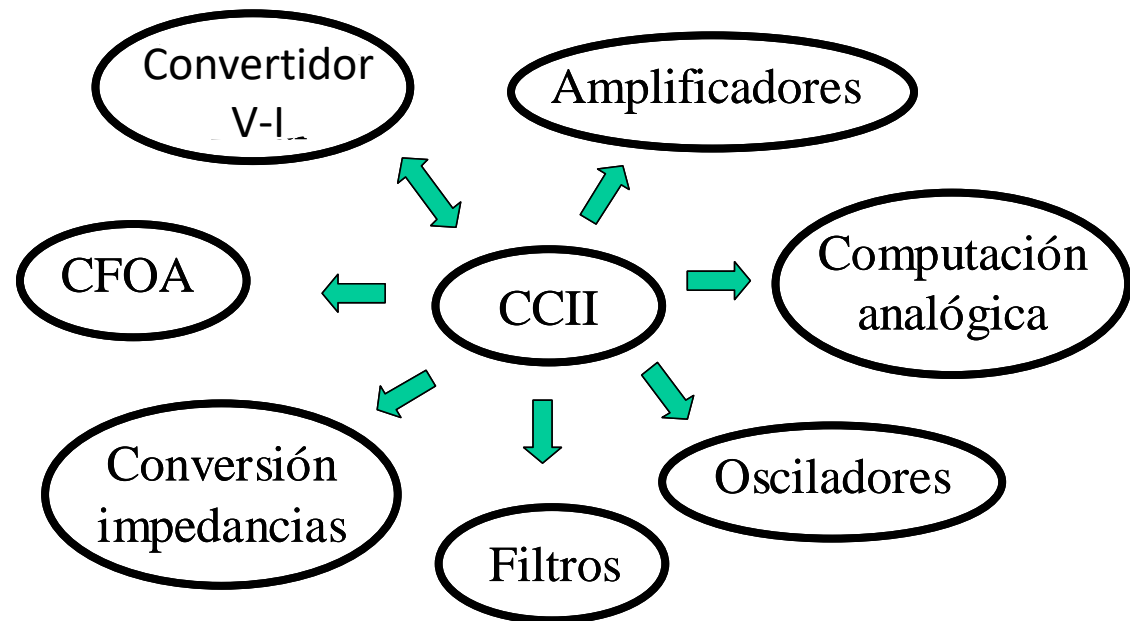 Convertidor
V-I
Amplificadores
CFOA
CCII
Computación
analógica
Conversión
impedancias
Filtros
Osciladores